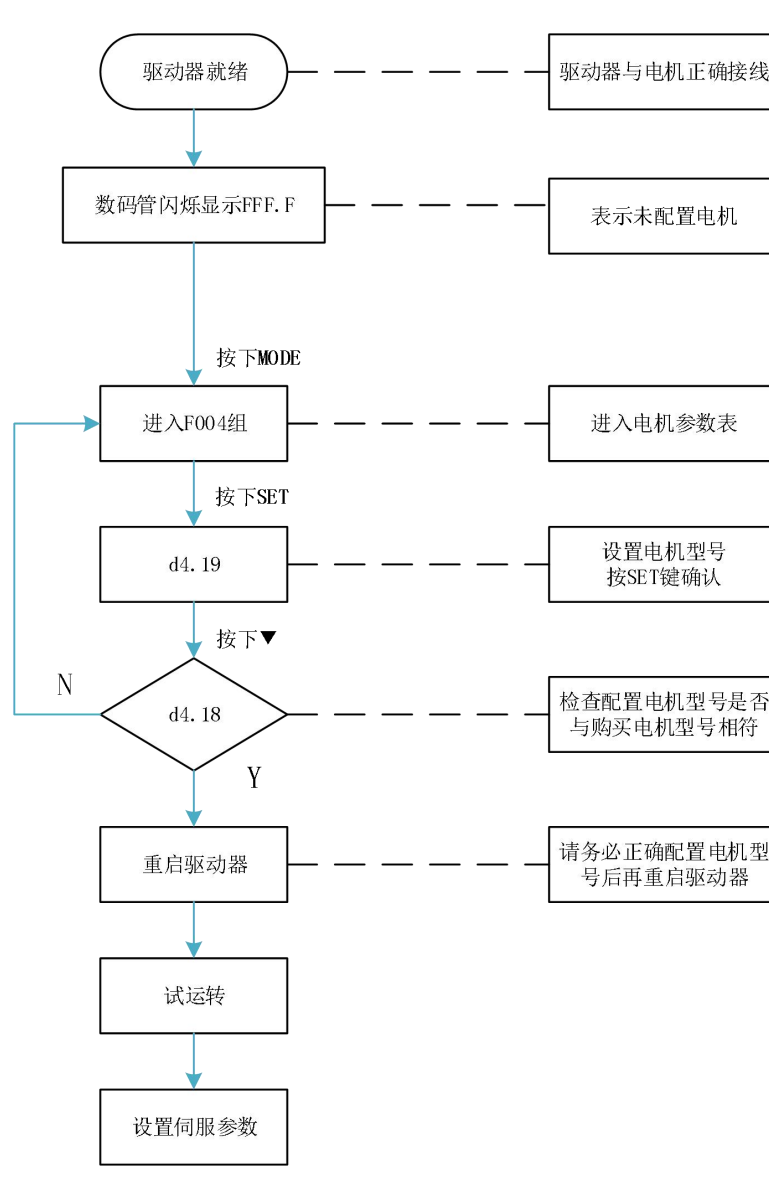 驱动器就绪
驱动器与电机正确接线
数码管闪烁显示FFF.F
表示未配置电机
按下MODE
进入F004组
进入电机参数表
按下SET
d4.19
设置电机型号
按SET键确认
按下▼
N
d4.18
检查配置电机型号是否
与购买电机型号相符
Y
重启驱动器
请务必正确配置电机型
号后再重启驱动器
试运转
设置伺服参数